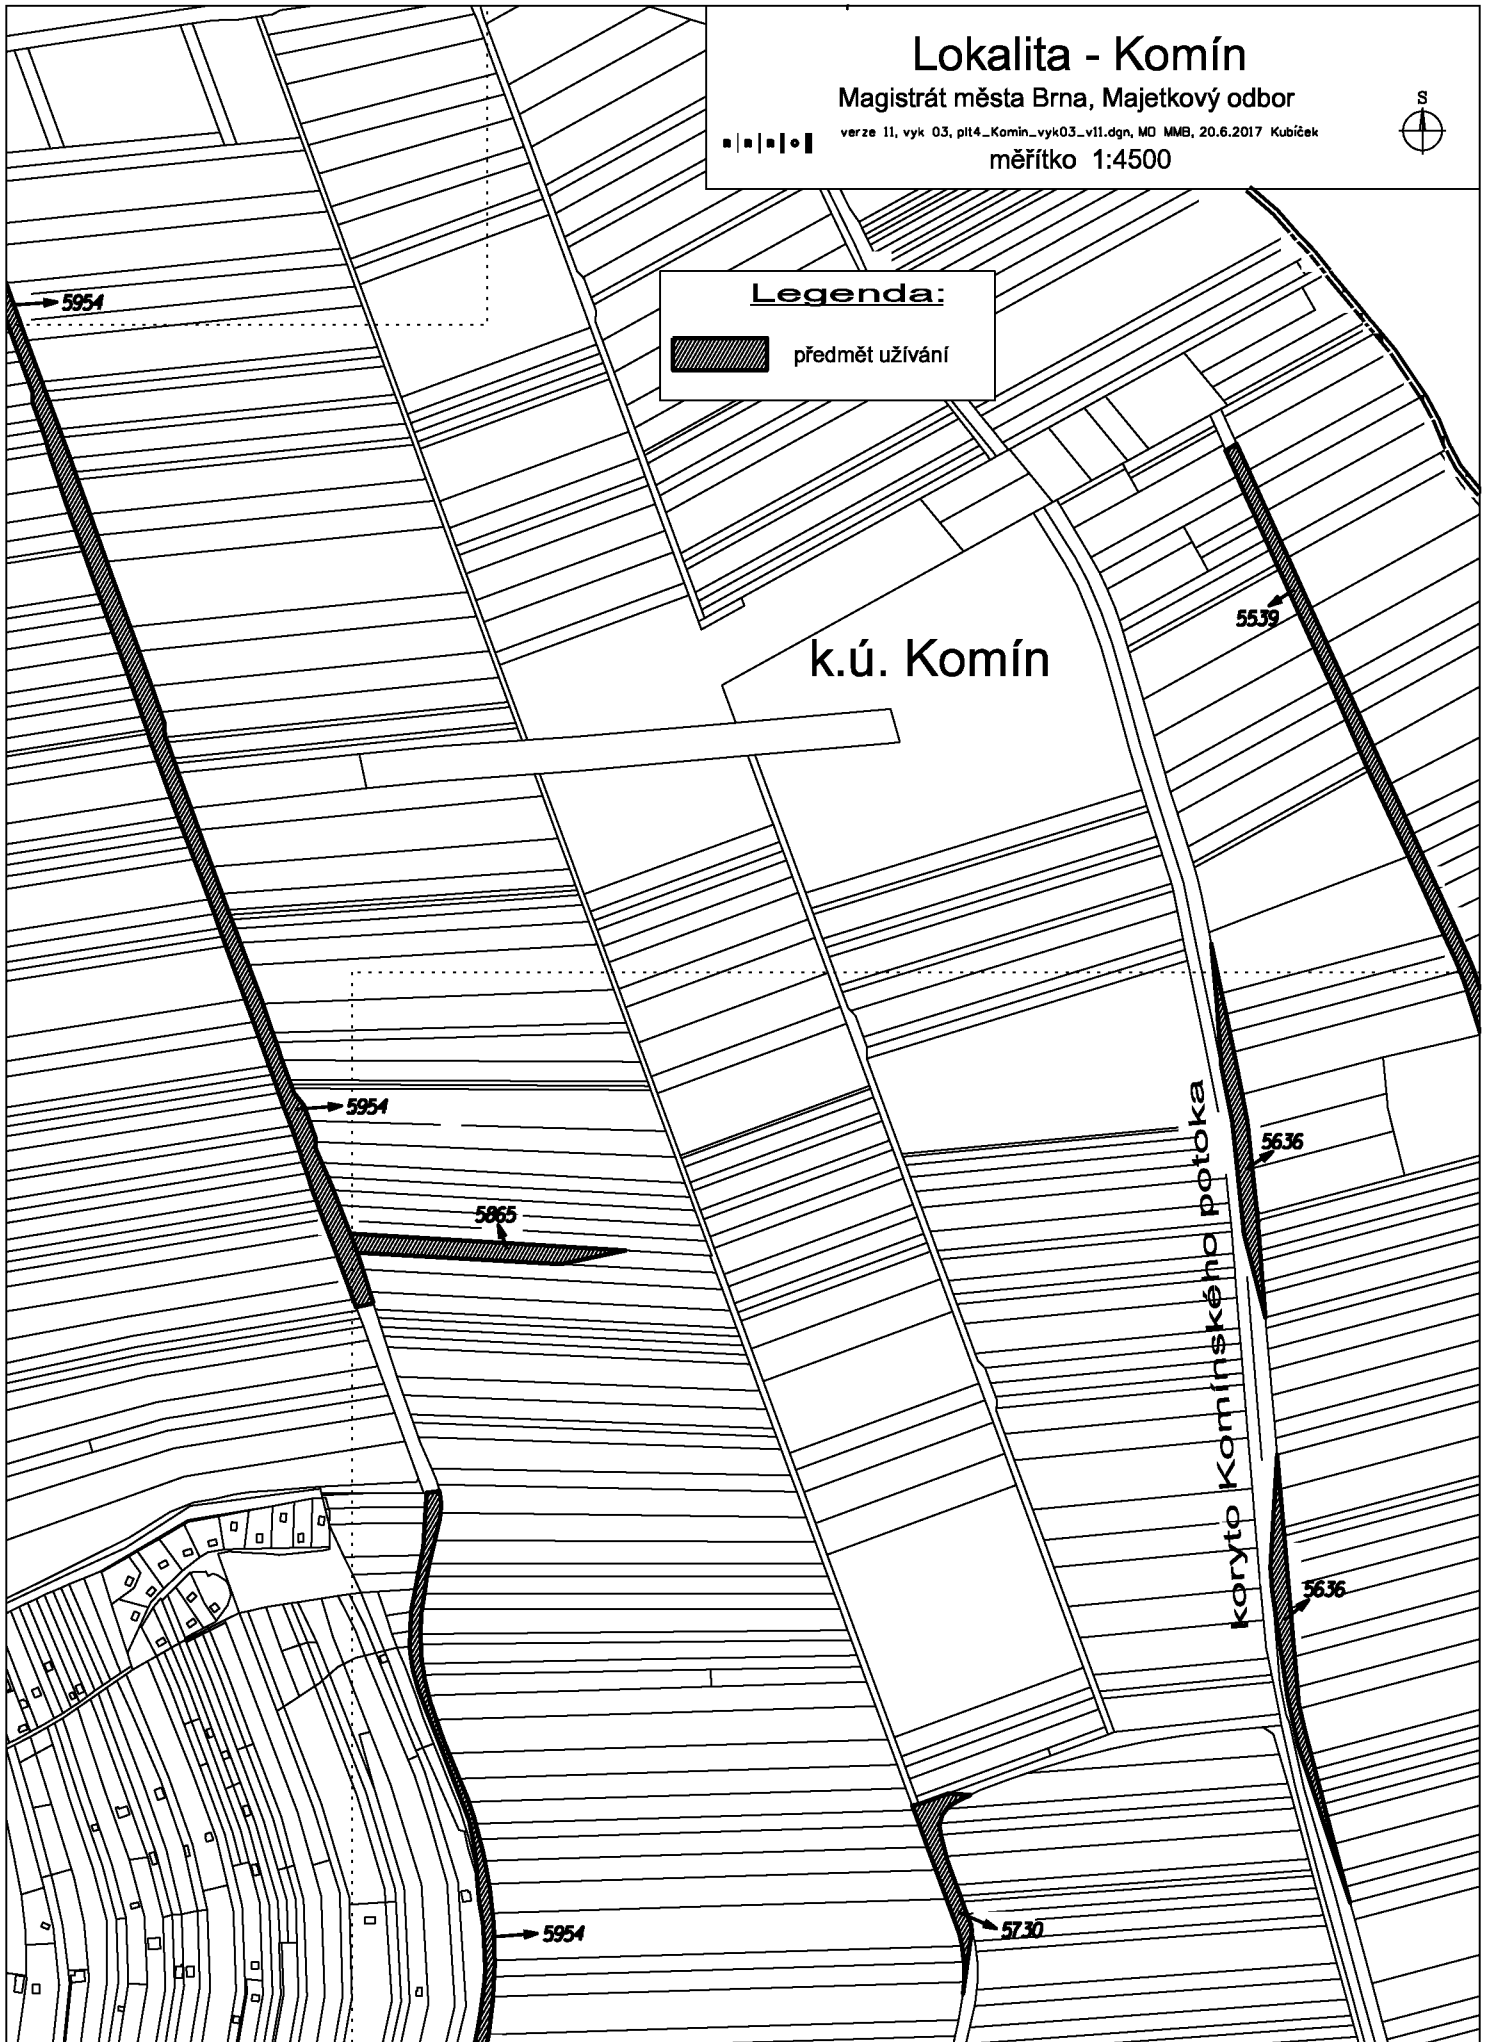 Lokalita - Komín
Magistrát města Brna, Majetkový odbor
verze 11, vyk 03, plt4_Komin_vyk03_v11.dgn, MO MMB, 20.6.2017 Kubíček
měřítko 1:4500
S
Legenda:
předmět užívání
5954
5539
k.ú. Komín
5954
5636
5865
koryto Komínského potoka
5636
5954
5730